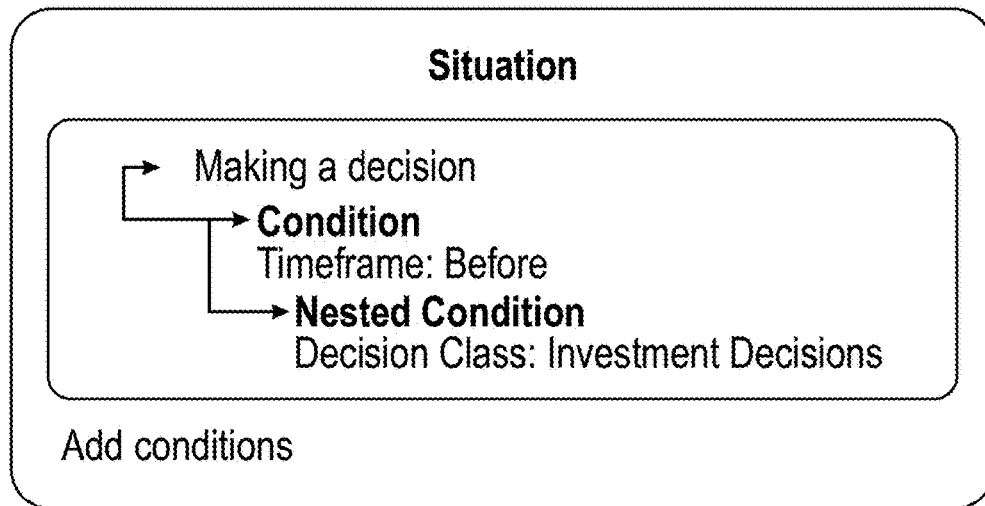 Situation
Making a decision
Condition
Timeframe: Before
Nested Condition
Decision Class: Investment Decisions
Add conditions